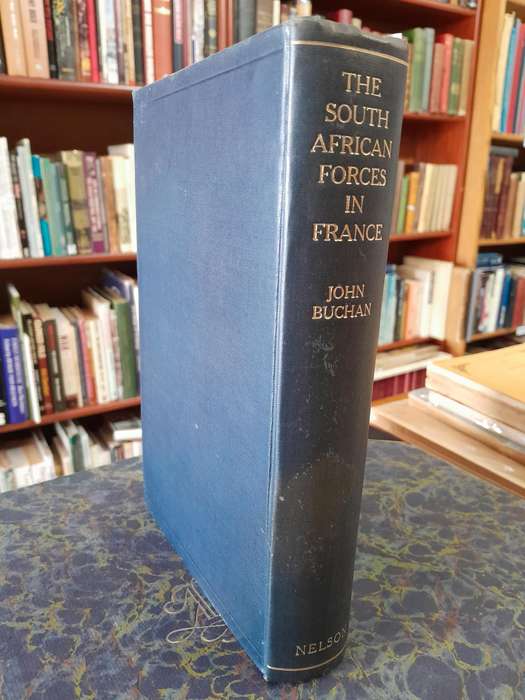 THE
SOUTH
AFRICAN
FORCES
IN
FRANCE
JOHN
BUCHAN
NELSON